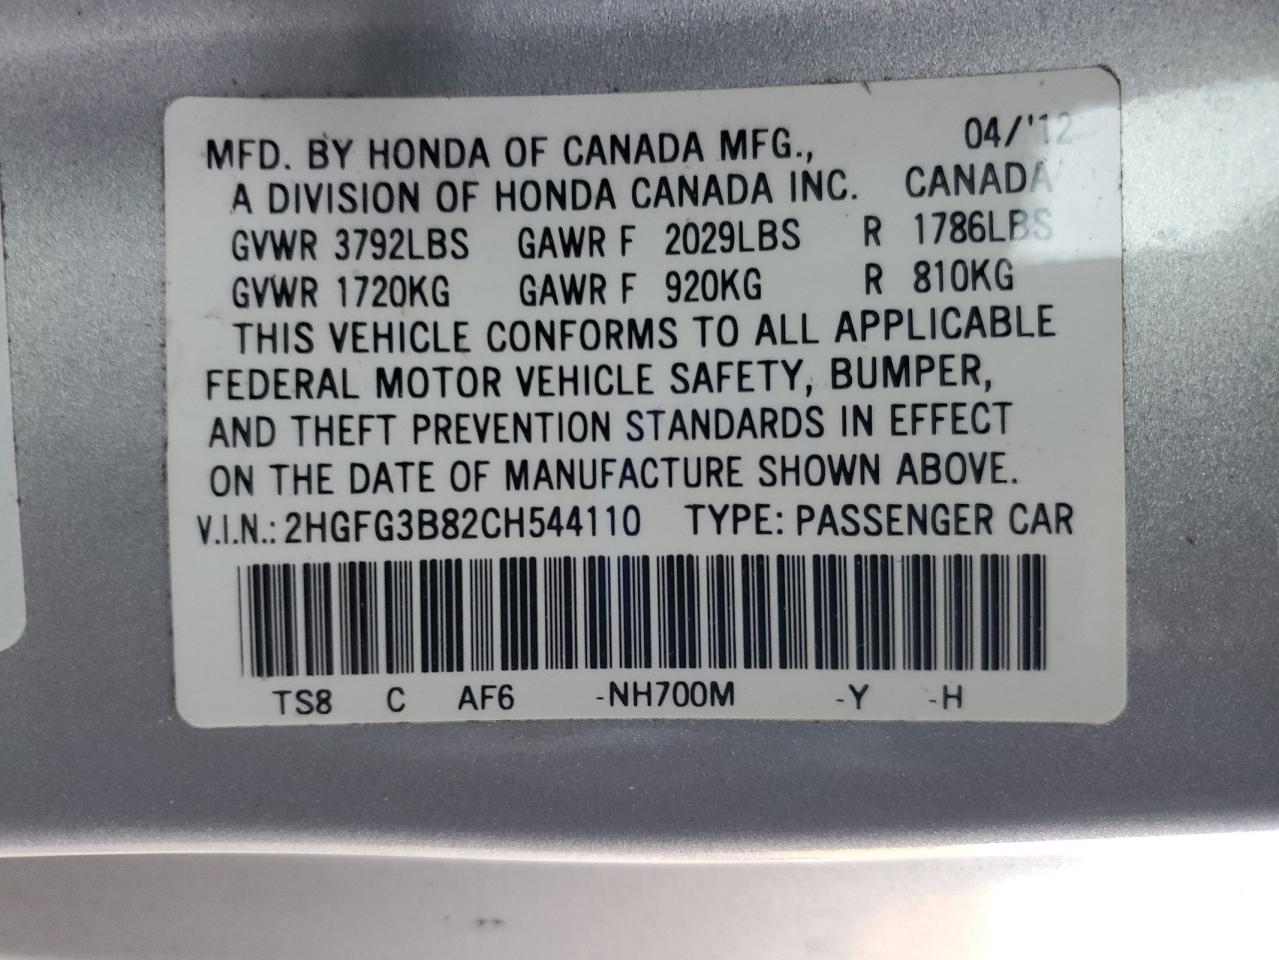 MFD. BY HONDA OF CANADA MFG., 04/'12
A DIVISION OF HONDA CANADA INC. CANADA
GVWR 3792LBS GAWR F 2029LBS R 1786LBS
GVWR 1720KG GAWR F 920KG R 810KG
THIS VEHICLE CONFORMS TO ALL APPLICABLE
FEDERAL MOTOR VEHICLE SAFETY, BUMPER,
AND THEFT PREVENTION STANDARDS IN EFFECT
ON THE DATE OF MANUFACTURE SHOWN ABOVE.
V.I.N.: 2HGFG3B82CH544110 TYPE: PASSENGER CAR
TS8 C AF6 -NH700M -Y -H